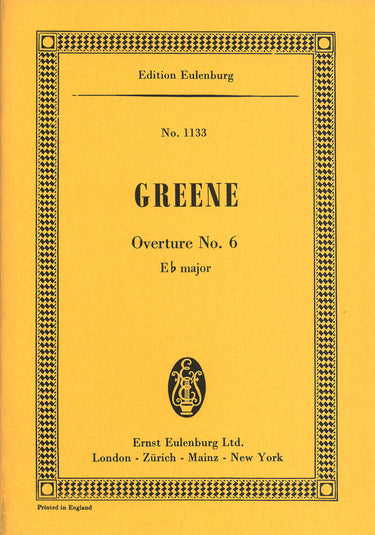 Edition Eulenburg
No. 1133
GREENE
Overture No. 6
E♭ major
Ernst Eulenburg Ltd.
London - Zürich - Mainz - New York
Printed in England